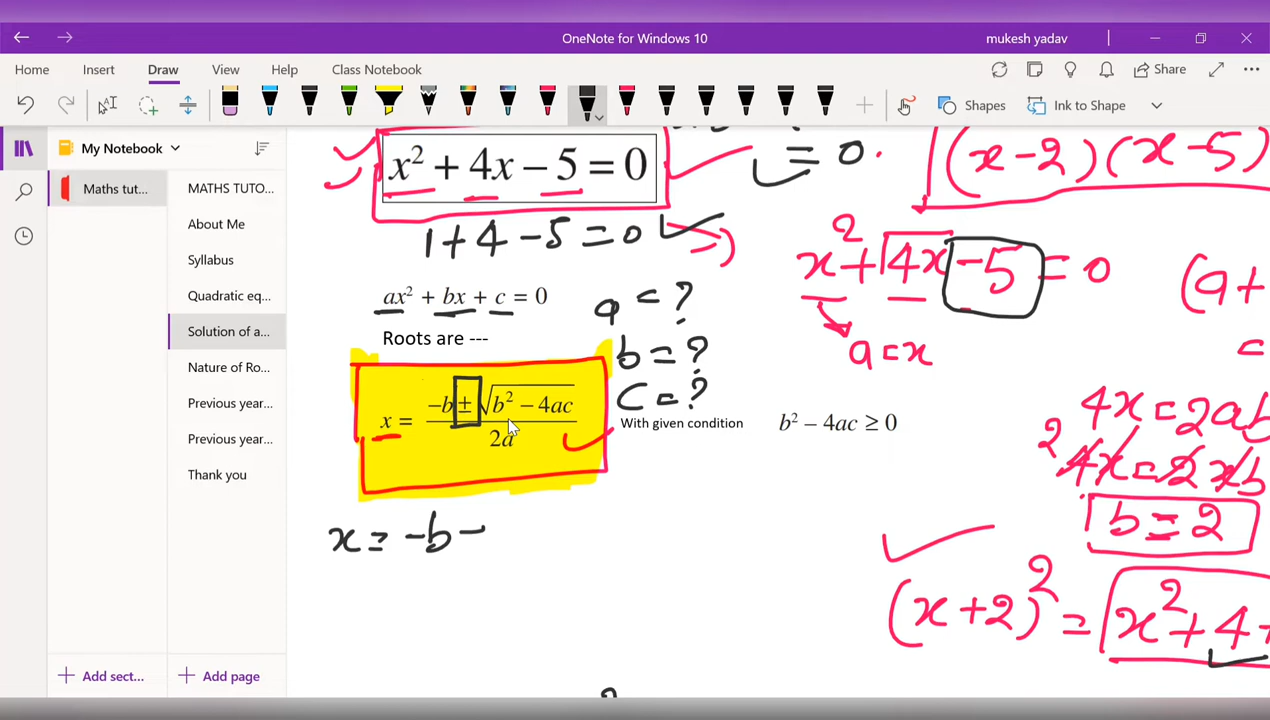 OneNote for Windows 10
mukesh yadav
Home Insert Draw View Help Class Notebook
Share
Shapes
Ink to Shape
My Notebook
Maths tut...
MATHS TUTO...
About Me
Syllabus
Quadratic eq...
Solution of a...
Nature of Ro...
Previous year...
Previous year...
Thank you
Add sect...
Add page
x² + 4x − 5 = 0
1 + 4 − 5 = 0
ax² + bx + c = 0
a = ?
Roots are ---
b = ?
c = ?
x = (−b ± √(b² − 4ac)) / 2a
With given condition b² − 4ac ≥ 0
x = −b −
= 0.
(x−2)(x−5)
x² + 4x −5 = 0
(a+
a = x
c
4x = 2ab
2
4x = 2xb
b = 2
(x+2)² = x² + 4 +